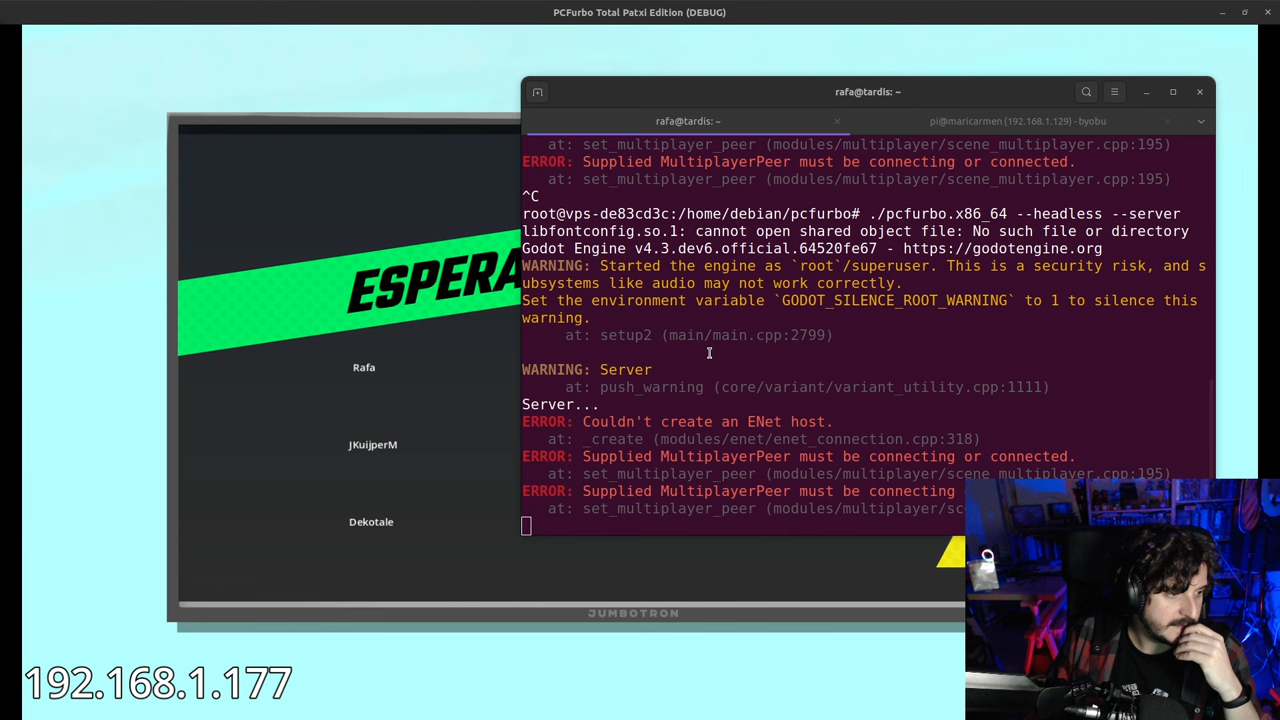 PCFurbo Total Patxi Edition (DEBUG)
rafa@tardis: ~
rafa@tardis: ~
pi@maricarmen (192.168.1.129) - byobu
at: set_multiplayer_peer (modules/multiplayer/scene_multiplayer.cpp:195)
ERROR: Supplied MultiplayerPeer must be connecting or connected.
at: set_multiplayer_peer (modules/multiplayer/scene_multiplayer.cpp:195)
^C
root@vps-de83cd3c:/home/debian/pcfurbo# ./pcfurbo.x86_64 --headless --server
libfontconfig.so.1: cannot open shared object file: No such file or directory
Godot Engine v4.3.dev6.official.64520fe67 - https://godotengine.org
WARNING: Started the engine as `root`/superuser. This is a security risk, and s
ubsystems like audio may not work correctly.
Set the environment variable `GODOT_SILENCE_ROOT_WARNING` to 1 to silence this
warning.
at: setup2 (main/main.cpp:2799)
WARNING: Server
at: push_warning (core/variant/variant_utility.cpp:1111)
Server...
ERROR: Couldn't create an ENet host.
at: _create (modules/enet/enet_connection.cpp:318)
ERROR: Supplied MultiplayerPeer must be connecting or connected.
at: set_multiplayer_peer (modules/multiplayer/scene_multiplayer.cpp:195)
ERROR: Supplied MultiplayerPeer must be connecting
at: set_multiplayer_peer (modules/multiplayer/sc
ESPERA
Rafa
JKuijperM
Dekotale
JUMBOTRON
192.168.1.177